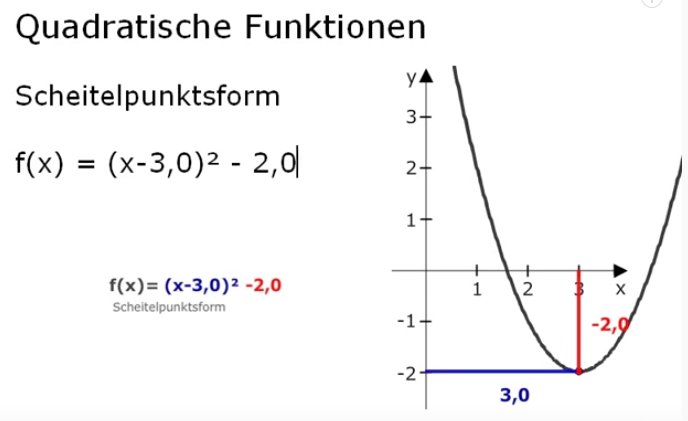 Quadratische Funktionen
Scheitelpunktsform
f(x) = (x-3,0)² - 2,0
f(x)= (x-3,0)² -2,0
Scheitelpunktsform
y
3
2
1
1 2 3 x
-1
-2,0
-2
3,0